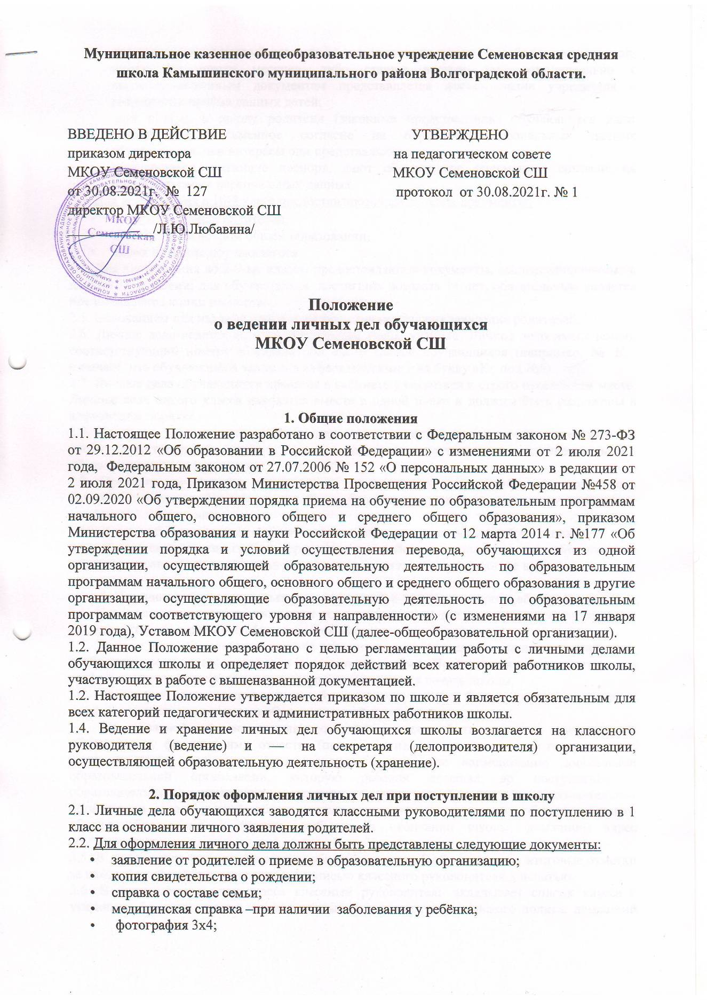 Муниципальное казенное общеобразовательное учреждение Семеновская средняя
школа Камышинского муниципального района Волгоградской области.
ВВЕДЕНО В ДЕЙСТВИЕ УТВЕРЖДЕНО
приказом директора на педагогическом совете
МКОУ Семеновской СШ МКОУ Семеновской СШ
от 30.08.2021г. № 127 протокол от 30.08.2021г. № 1
директор МКОУ Семеновской СШ
____________/Л.Ю.Любавина/
МКОУ
Семеновская
СШ
Положение
о ведении личных дел обучающихся
МКОУ Семеновской СШ
1. Общие положения
1.1. Настоящее Положение разработано в соответствии с Федеральным законом № 273-ФЗ
от 29.12.2012 «Об образовании в Российской Федерации» с изменениями от 2 июля 2021
года, Федеральным законом от 27.07.2006 № 152 «О персональных данных» в редакции от
2 июля 2021 года, Приказом Министерства Просвещения Российской Федерации №458 от
02.09.2020 «Об утверждении порядка приема на обучение по образовательным программам
начального общего, основного общего и среднего общего образования», приказом
Министерства образования и науки Российской Федерации от 12 марта 2014 г. №177 «Об
утверждении порядка и условий осуществления перевода, обучающихся из одной
организации, осуществляющей образовательную деятельность по образовательным
программам начального общего, основного общего и среднего общего образования в другие
организации, осуществляющие образовательную деятельность по образовательным
программам соответствующего уровня и направленности» (с изменениями на 17 января
2019 года), Уставом МКОУ Семеновской СШ (далее-общеобразовательной организации).
1.2. Данное Положение разработано с целью регламентации работы с личными делами
обучающихся школы и определяет порядок действий всех категорий работников школы,
участвующих в работе с вышеназванной документацией.
1.2. Настоящее Положение утверждается приказом по школе и является обязательным для
всех категорий педагогических и административных работников школы.
1.4. Ведение и хранение личных дел обучающихся школы возлагается на классного
руководителя (ведение) и — на секретаря (делопроизводителя) организации,
осуществляющей образовательную деятельность (хранение).
2. Порядок оформления личных дел при поступлении в школу
2.1. Личные дела обучающихся заводятся классными руководителями по поступлению в 1
класс на основании личного заявления родителей.
2.2. Для оформления личного дела должны быть представлены следующие документы:
• заявление от родителей о приеме в образовательную организацию;
• копия свидетельства о рождении;
• справка о составе семьи;
• медицинская справка –при наличии заболевания у ребёнка;
• фотография 3х4;